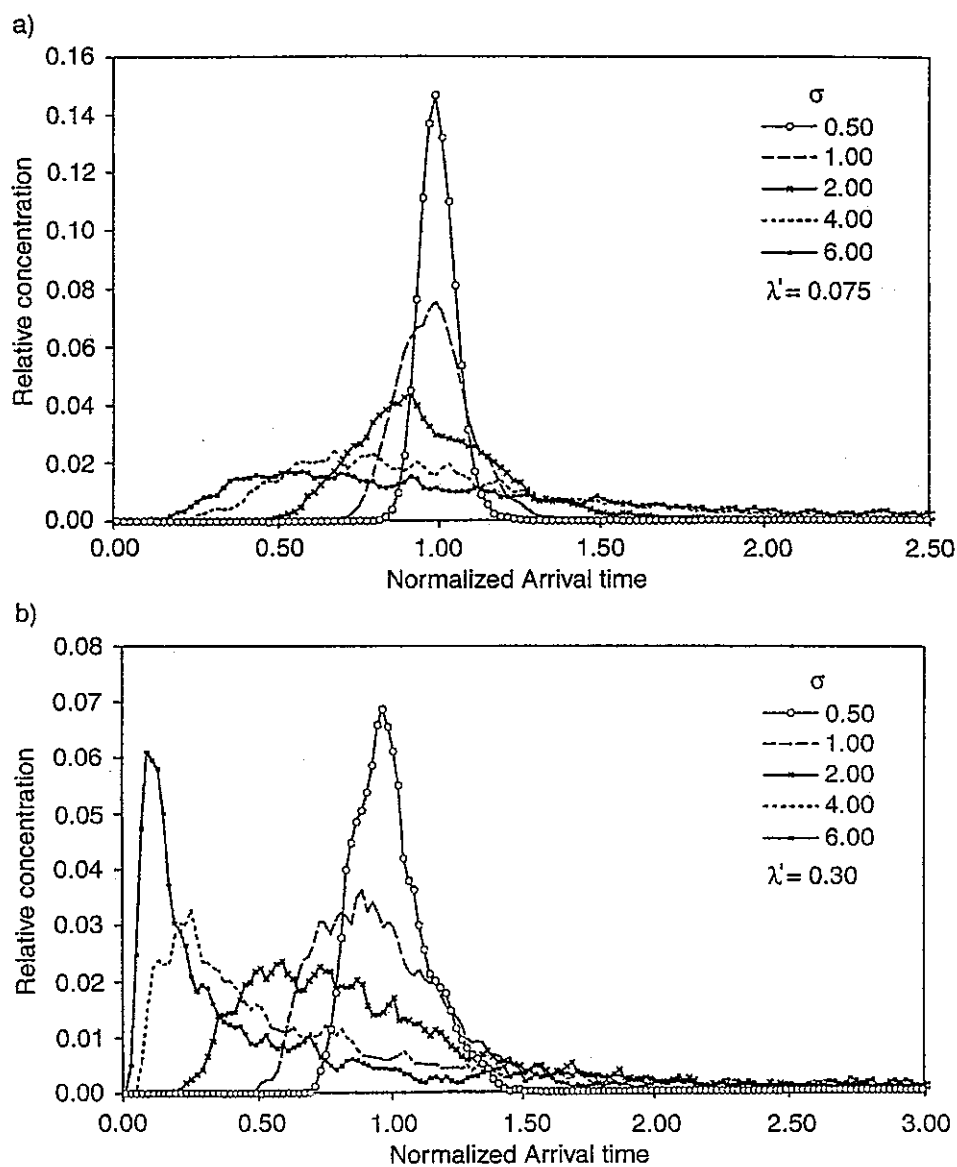 a)
0.16
0.14
0.12
0.10
0.08
0.06
0.04
0.02
0.00
Relative concentration
0.00 0.50 1.00 1.50 2.00 2.50
Normalized Arrival time
σ
0.50
1.00
2.00
4.00
6.00
λ' = 0.075
b)
0.08
0.07
0.06
0.05
0.04
0.03
0.02
0.01
0.00
Relative concentration
0.00 0.50 1.00 1.50 2.00 2.50 3.00
Normalized Arrival time
σ
0.50
1.00
2.00
4.00
6.00
λ' = 0.30